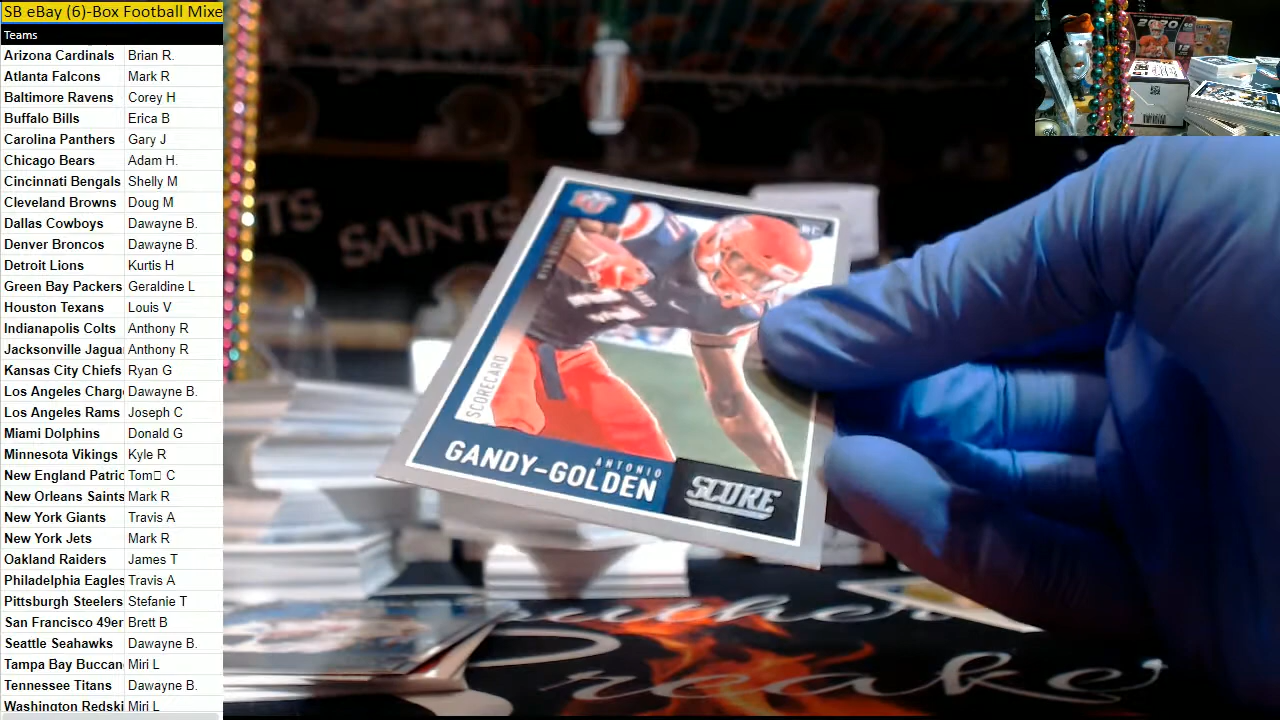 SB eBay (6)-Box Football Mixe
Teams
Arizona Cardinals Brian R.
Atlanta Falcons Mark R
Baltimore Ravens Corey H
Buffalo Bills Erica B
Carolina Panthers Gary J
Chicago Bears Adam H.
Cincinnati Bengals Shelly M
Cleveland Browns Doug M
Dallas Cowboys Dawayne B.
Denver Broncos Dawayne B.
Detroit Lions Kurtis H
Green Bay Packers Geraldine L
Houston Texans Louis V
Indianapolis Colts Anthony R
Jacksonville Jagua Anthony R
Kansas City Chiefs Ryan G
Los Angeles Charg Dawayne B.
Los Angeles Rams Joseph C
Miami Dolphins Donald G
Minnesota Vikings Kyle R
New England Patric Tom□ C
New Orleans Saints Mark R
New York Giants Travis A
New York Jets Mark R
Oakland Raiders James T
Philadelphia Eagles Travis A
Pittsburgh Steelers Stefanie T
San Francisco 49er Brett B
Seattle Seahawks Dawayne B.
Tampa Bay Buccan Miri L
Tennessee Titans Dawayne B.
Washington Redski Miri L
SAINTS
RC
SCORECARD
ANTONIO
GANDY-GOLDEN
SCORE
2020